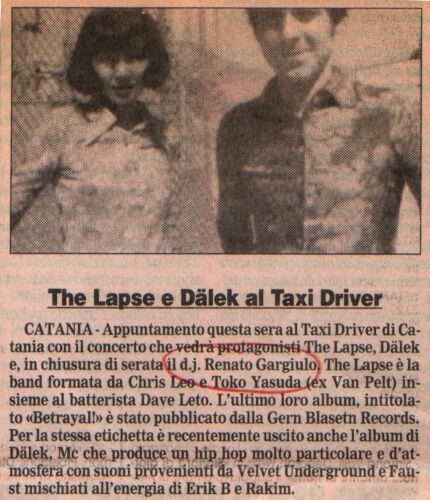 The Lapse e Dälek al Taxi Driver
CATANIA - Appuntamento questa sera al Taxi Driver di Ca-
tania con il concerto che vedrà protagonisti The Lapse, Dälek
e, in chiusura di serata il d.j. Renato Gargiulo. The Lapse è la
band formata da Chris Leo e Toko Yasuda (ex Van Pelt) in-
sieme al batterista Dave Leto. L'ultimo loro album, intitola-
to «Betrayal!» è stato pubblicato dalla Gern Blasetn Records.
Per la stessa etichetta è recentemente uscito anche l'album di
Dälek, Mc che produce un hip hop molto particolare e d'at-
mosfera con suoni provenienti da Velvet Underground e Fau-
st mischiati all'energia di Erik B e Rakim.